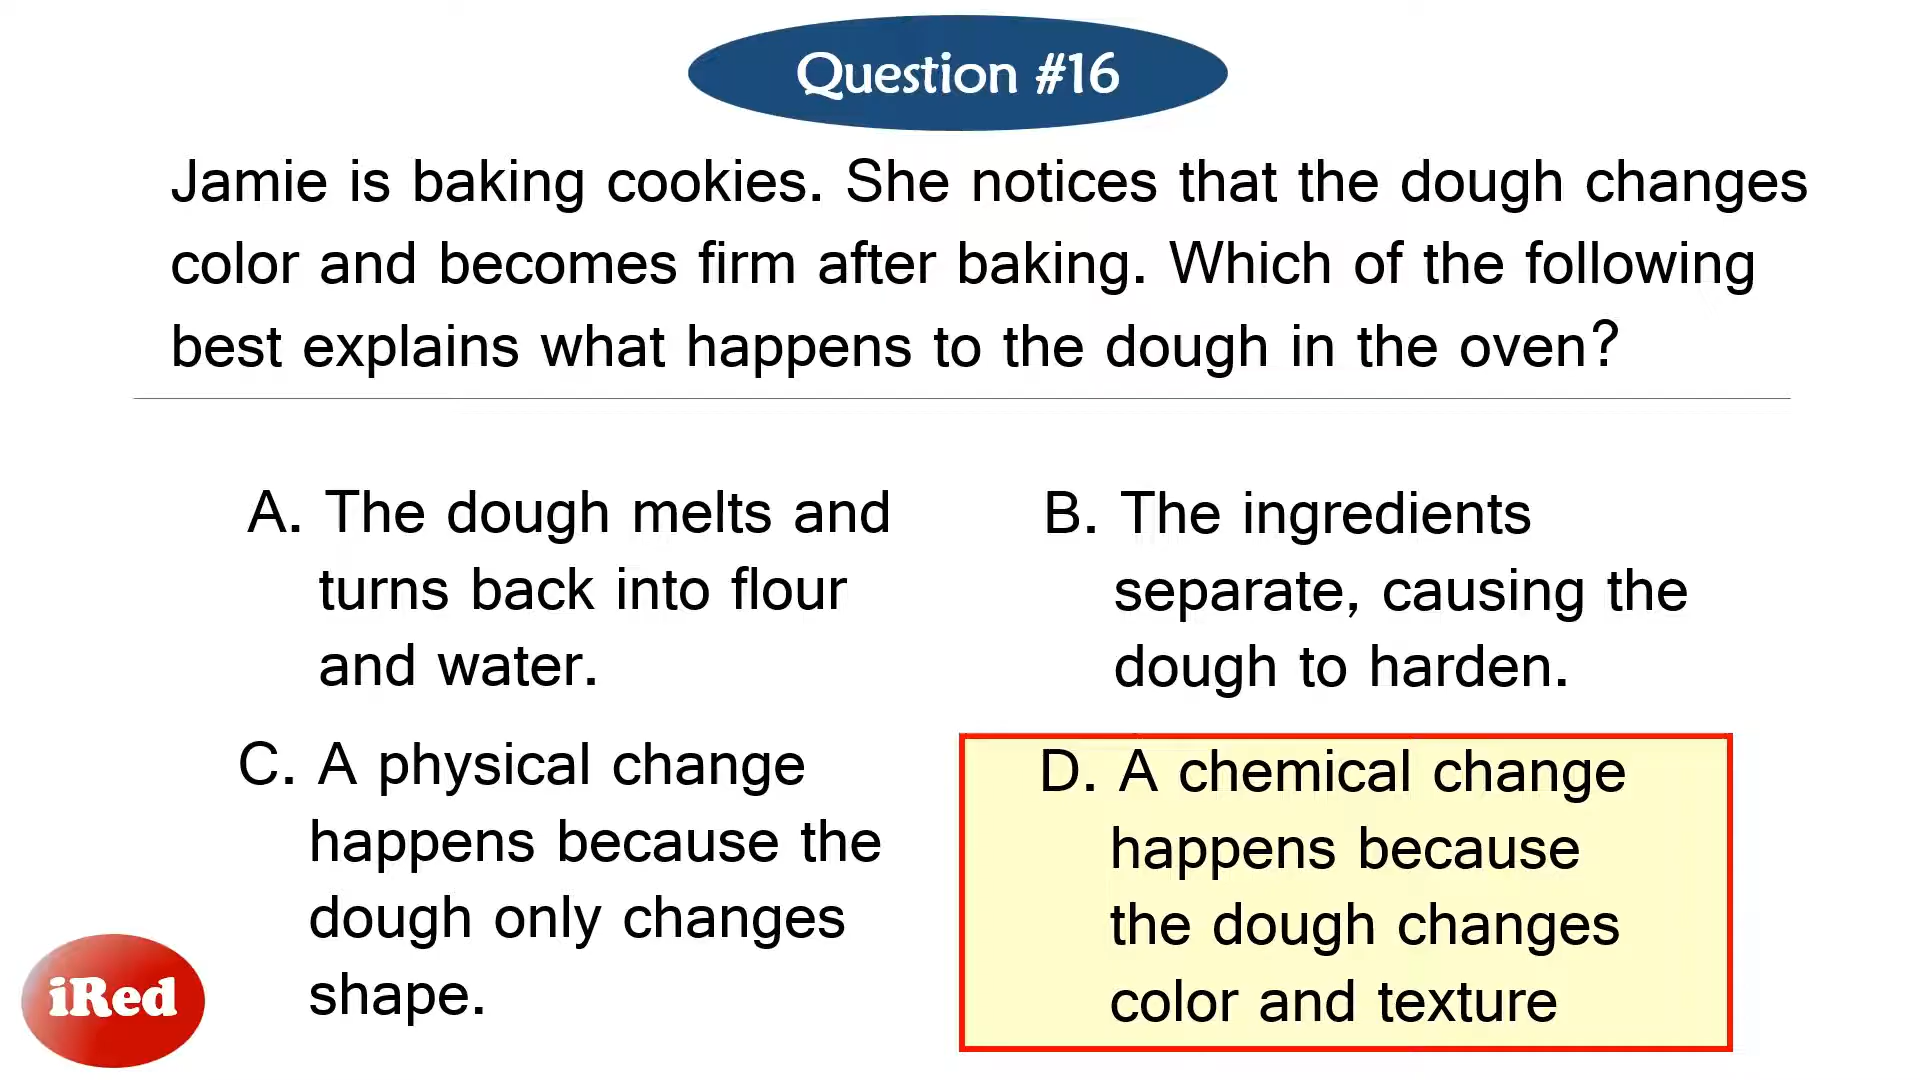 Question #16
Jamie is baking cookies. She notices that the dough changes
color and becomes firm after baking. Which of the following
best explains what happens to the dough in the oven?
A. The dough melts and
turns back into flour
and water.
B. The ingredients
separate, causing the
dough to harden.
C. A physical change
happens because the
dough only changes
shape.
D. A chemical change
happens because
the dough changes
color and texture
iRed